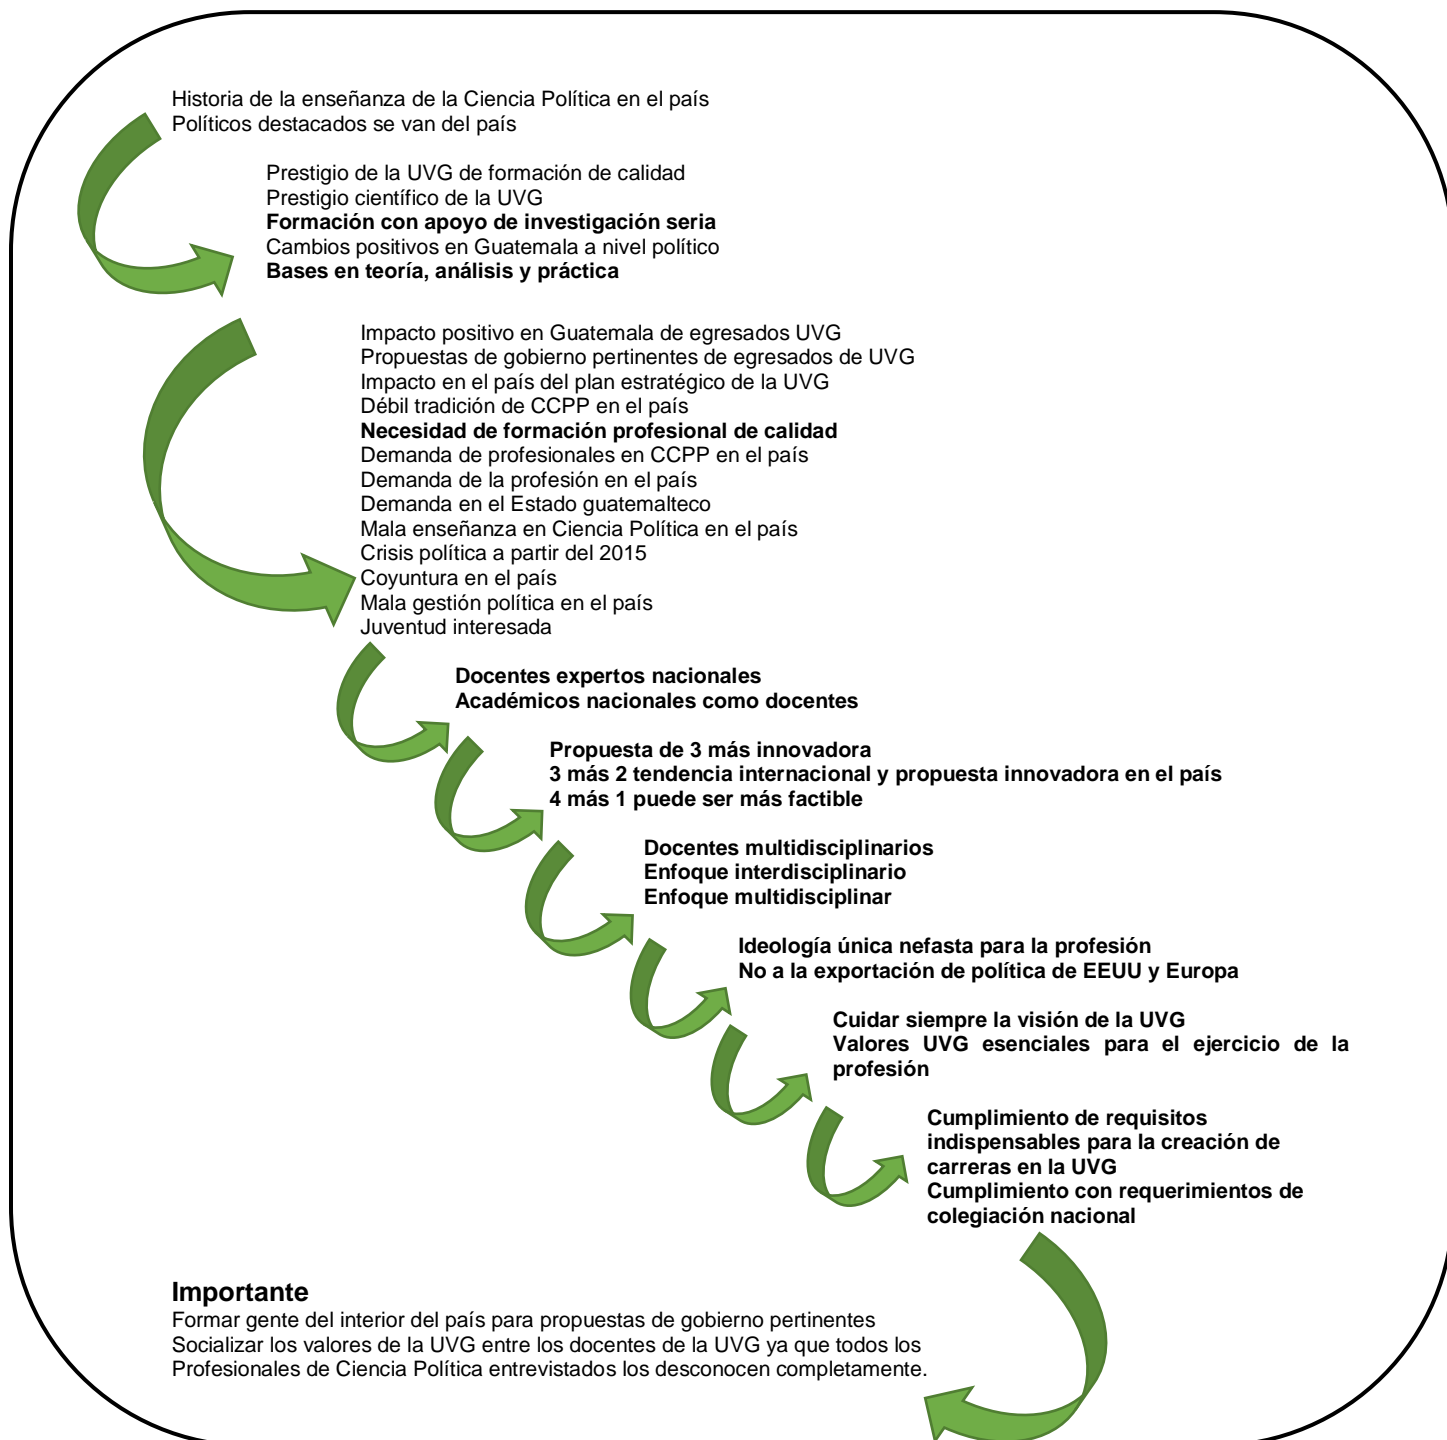 Historia de la enseñanza de la Ciencia Política en el país
Políticos destacados se van del país
Prestigio de la UVG de formación de calidad
Prestigio científico de la UVG
Formación con apoyo de investigación seria
Cambios positivos en Guatemala a nivel político
Bases en teoría, análisis y práctica
Impacto positivo en Guatemala de egresados UVG
Propuestas de gobierno pertinentes de egresados de UVG
Impacto en el país del plan estratégico de la UVG
Débil tradición de CCPP en el país
Necesidad de formación profesional de calidad
Demanda de profesionales en CCPP en el país
Demanda de la profesión en el país
Demanda en el Estado guatemalteco
Mala enseñanza en Ciencia Política en el país
Crisis política a partir del 2015
Coyuntura en el país
Mala gestión política en el país
Juventud interesada
Docentes expertos nacionales
Académicos nacionales como docentes
Propuesta de 3 más innovadora
3 más 2 tendencia internacional y propuesta innovadora en el país
4 más 1 puede ser más factible
Docentes multidisciplinarios
Enfoque interdisciplinario
Enfoque multidisciplinar
Ideología única nefasta para la profesión
No a la exportación de política de EEUU y Europa
Cuidar siempre la visión de la UVG
Valores UVG esenciales para el ejercicio de la
profesión
Cumplimiento de requisitos
indispensables para la creación de
carreras en la UVG
Cumplimiento con requerimientos de
colegiación nacional
Importante
Formar gente del interior del país para propuestas de gobierno pertinentes
Socializar los valores de la UVG entre los docentes de la UVG ya que todos los
Profesionales de Ciencia Política entrevistados los desconocen completamente.